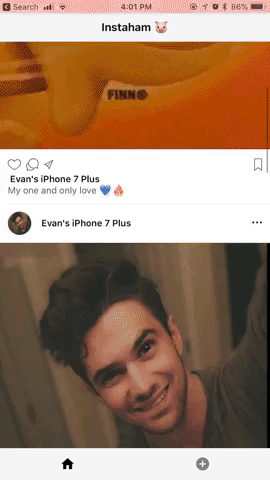 Search 4:01 PM 86%
Instaham 🐷
FINN
Evan's iPhone 7 Plus
My one and only love 💙🔥
Evan's iPhone 7 Plus